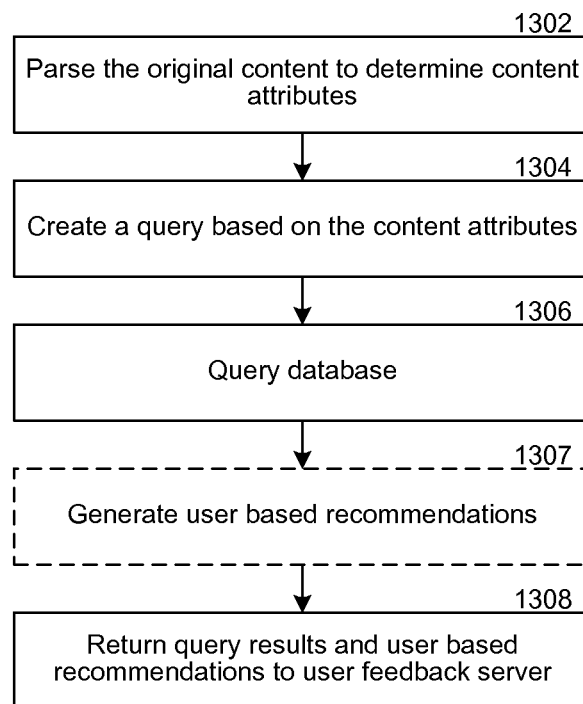 1302
Parse the original content to determine content
attributes
1304
Create a query based on the content attributes
1306
Query database
1307
Generate user based recommendations
1308
Return query results and user based
recommendations to user feedback server